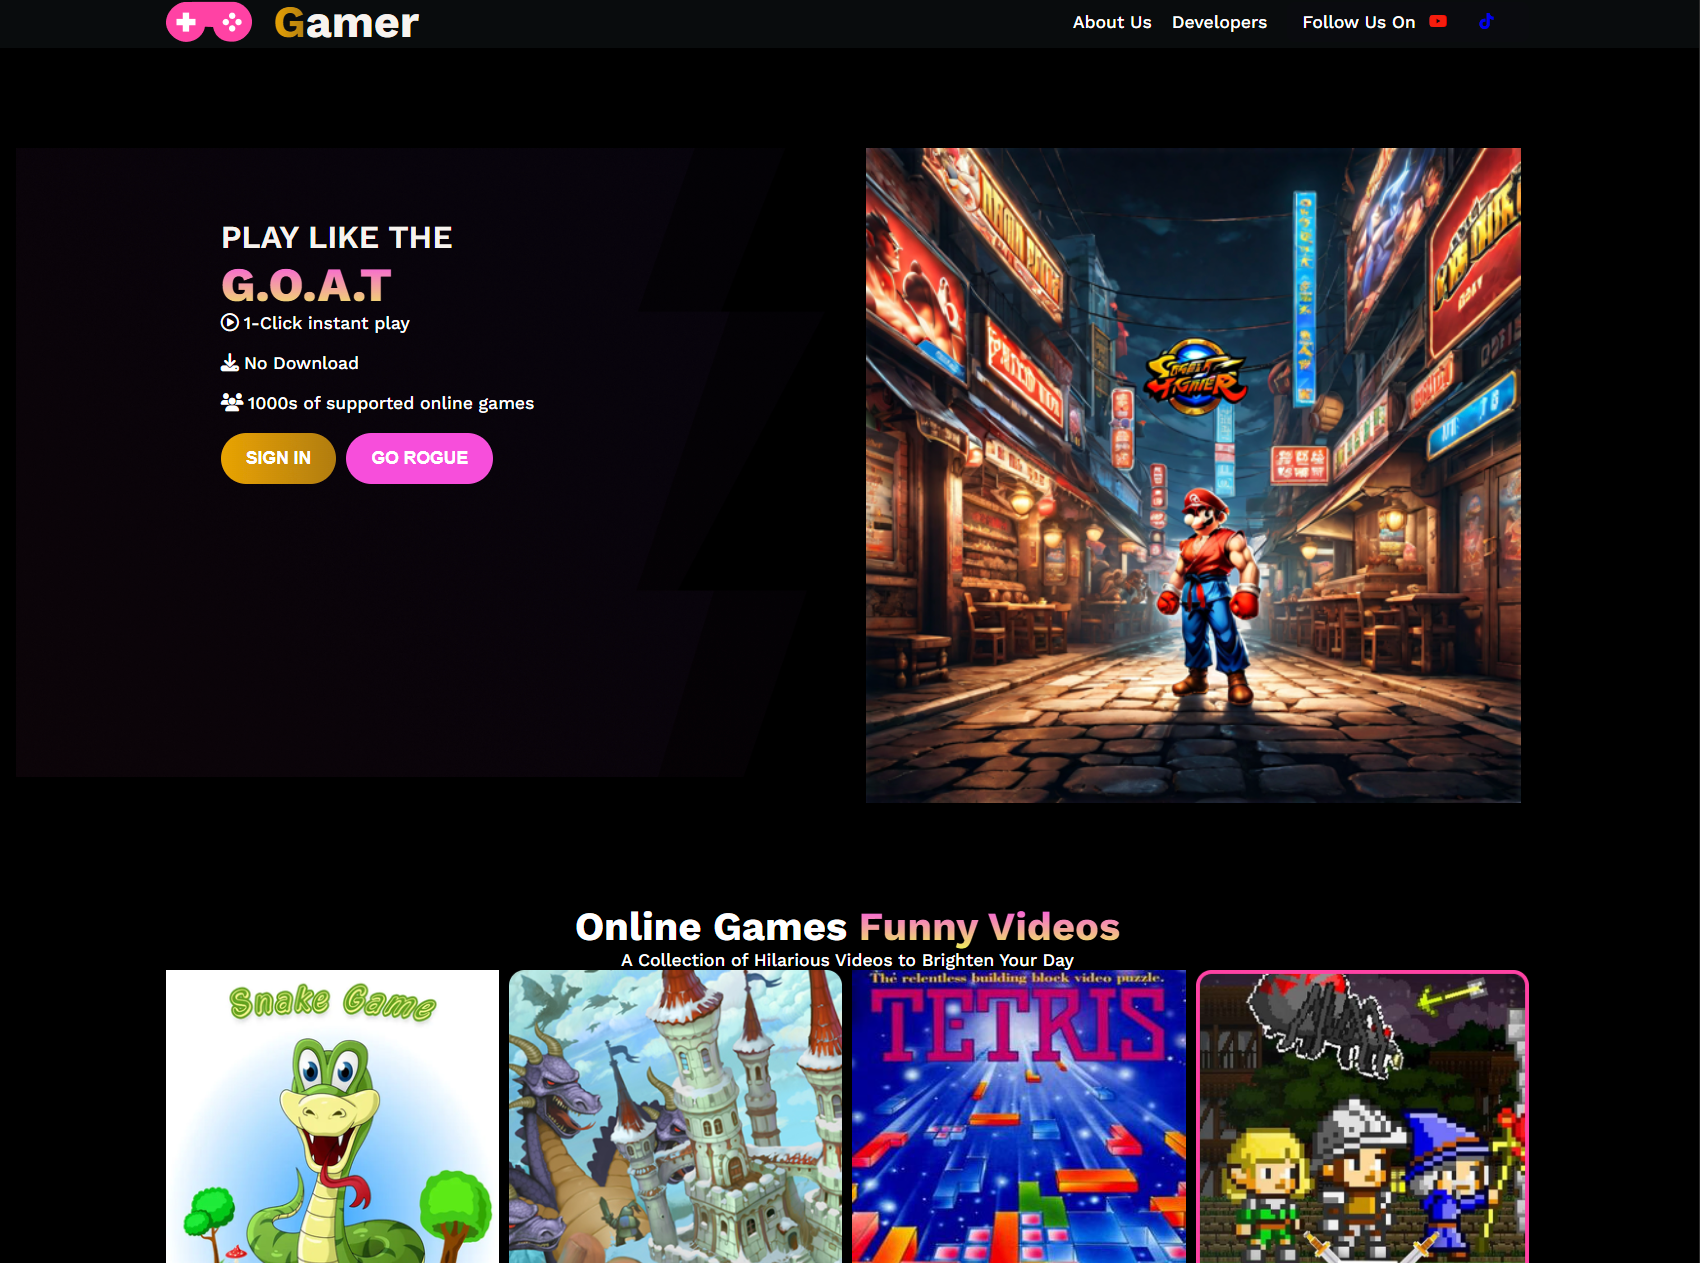 Gamer
About Us Developers Follow Us On
PLAY LIKE THE
G.O.A.T
1-Click instant play
No Download
1000s of supported online games
SIGN IN GO ROGUE
Online Games Funny Videos
A Collection of Hilarious Videos to Brighten Your Day
Snake Game
The relentless building block video puzzle.
TETRIS